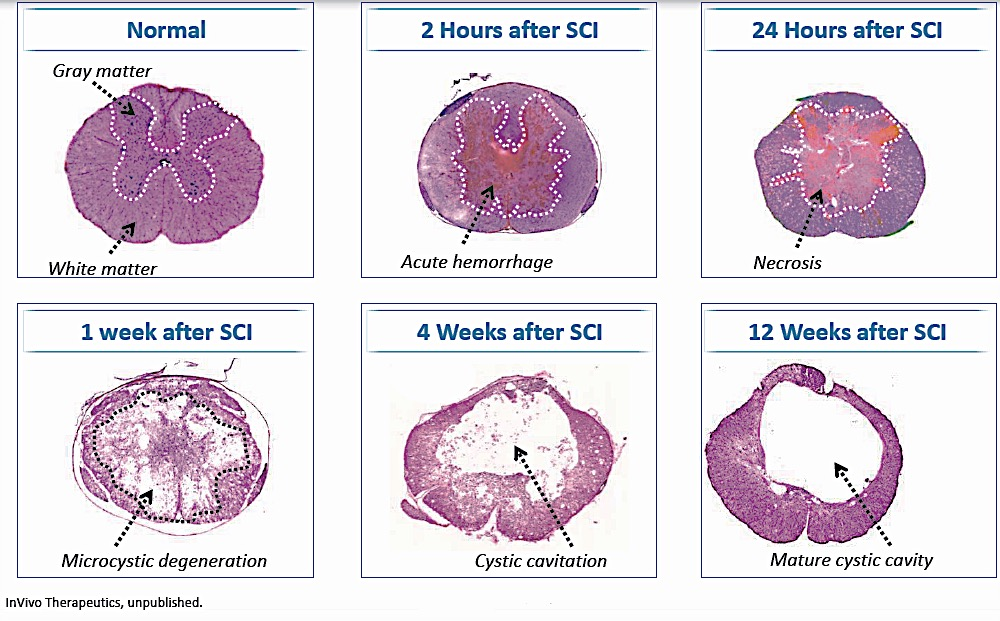 Normal
Gray matter
White matter
2 Hours after SCI
Acute hemorrhage
24 Hours after SCI
Necrosis
1 week after SCI
Microcystic degeneration
4 Weeks after SCI
Cystic cavitation
12 Weeks after SCI
Mature cystic cavity
InVivo Therapeutics, unpublished.